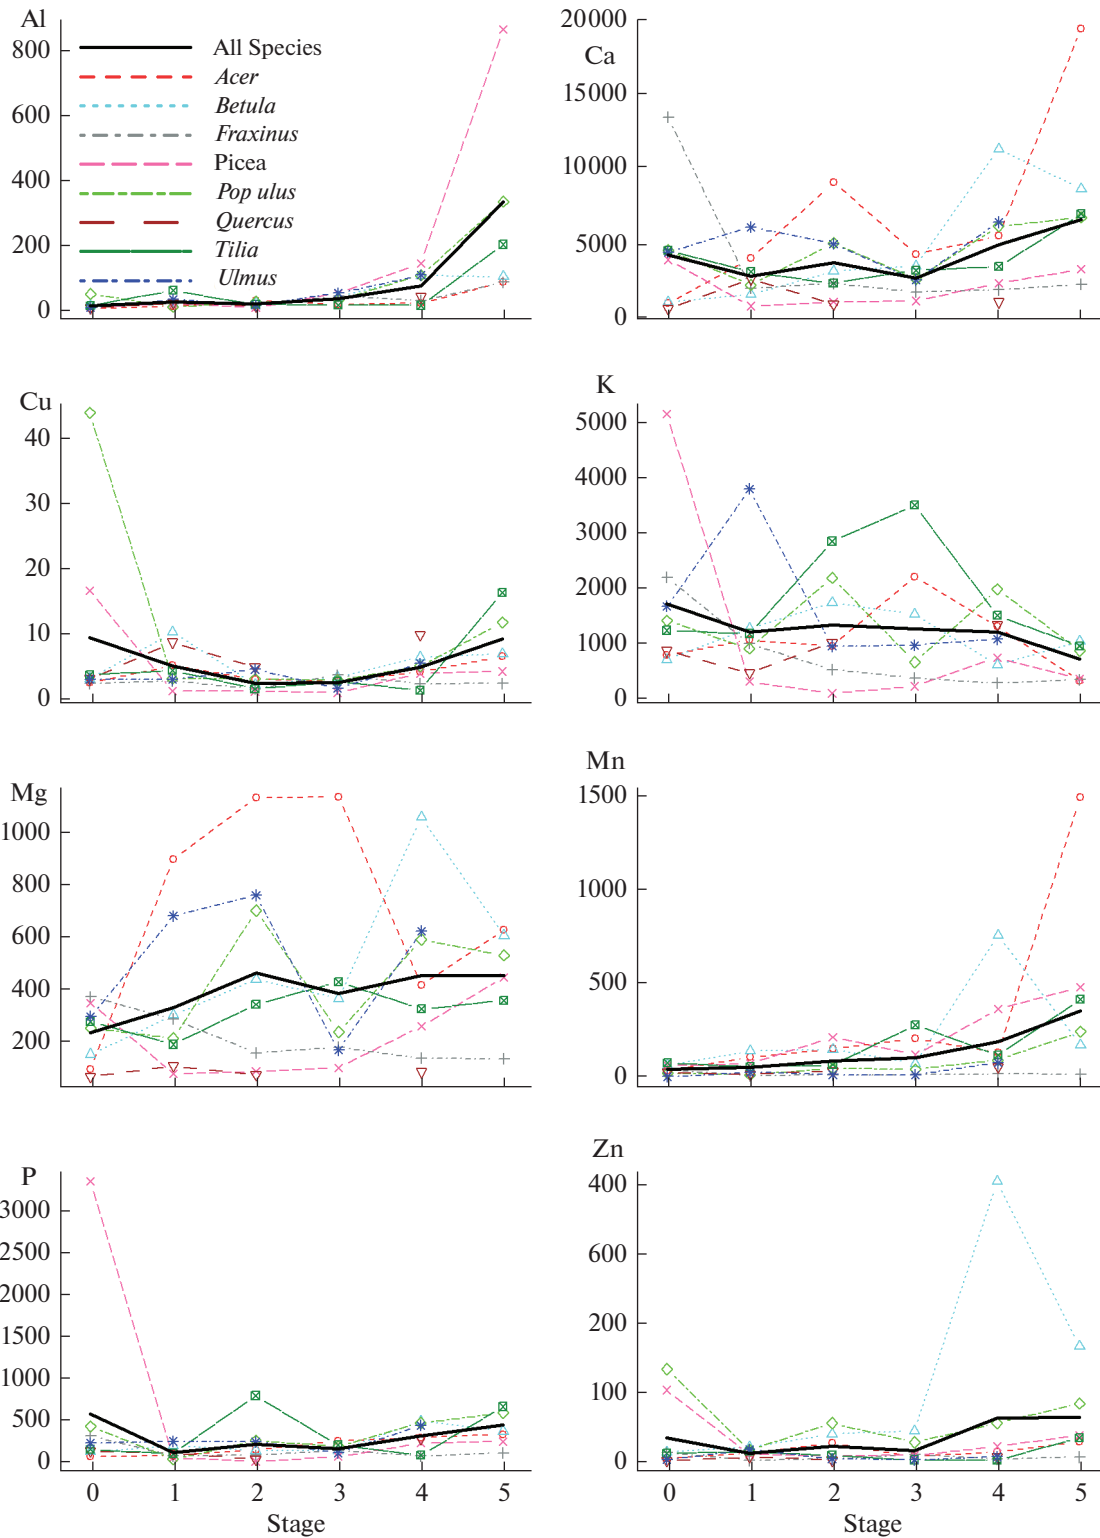 Al
800
600
400
200
0
All Species
Acer
Betula
Fraxinus
Picea
Pop ulus
Quercus
Tilia
Ulmus
20000
Ca
15000
10000
5000
0
Cu
40
30
20
10
0
K
5000
4000
3000
2000
1000
0
Mg
1000
800
600
400
200
Mn
1500
1000
500
0
P
3000
2500
2000
1500
1000
500
0
0 1 2 3 4 5
Stage
Zn
400
600
200
100
0
0 1 2 3 4 5
Stage